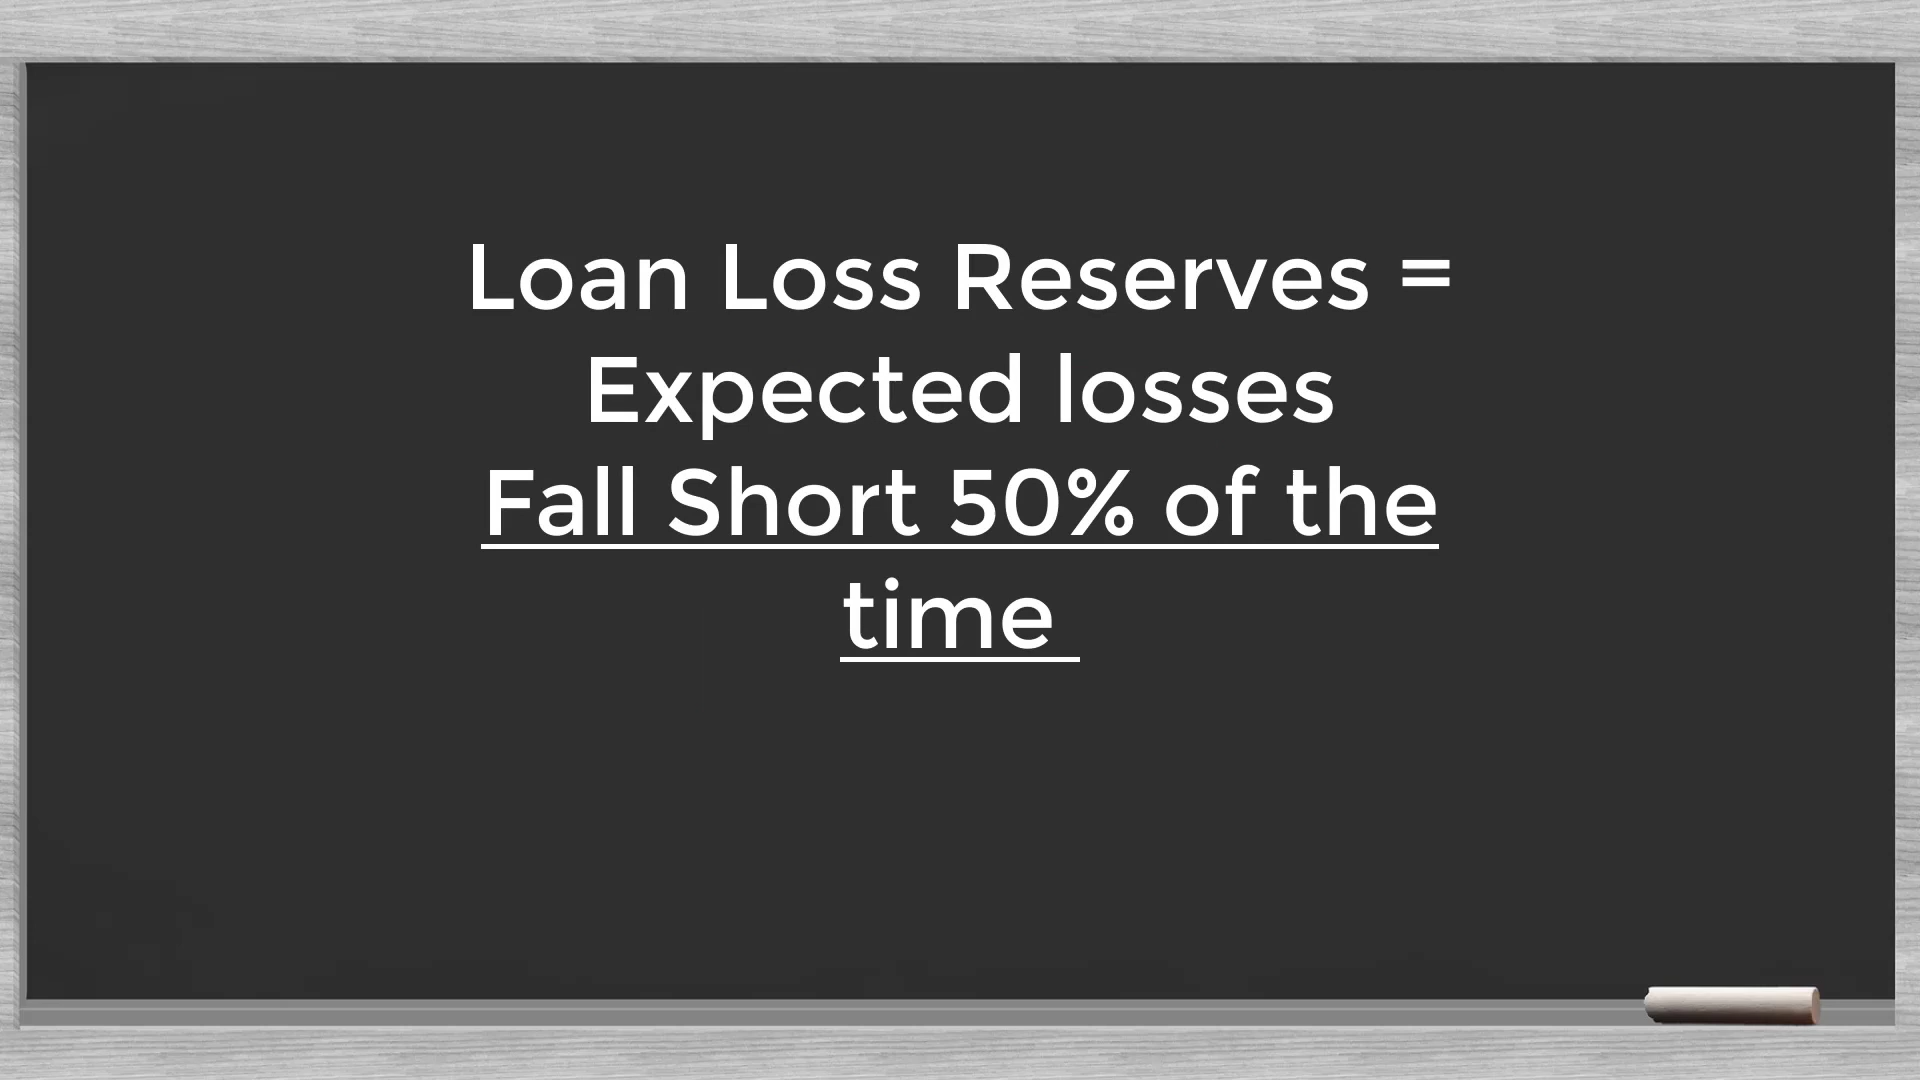 Loan Loss Reserves =
Expected losses
Fall Short 50% of the
time